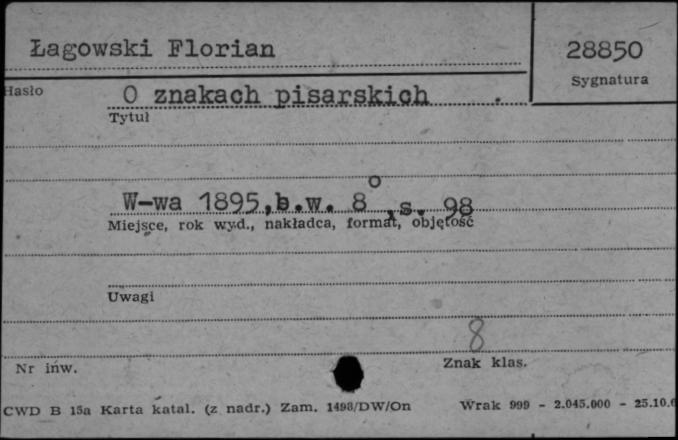 Łagowski Florian
28850
Sygnatura
Hasło
O znakach pisarskich .
Tytuł
W-wa 1895, b.w. 8⁰, s. 98
Miejsce, rok wyd., nakładca, format, objętość
Uwagi
8
Nr inw.
Znak klas.
CWD B 15a Karta katal. (z nadr.) Zam. 1498/DW/On
Wrak 999 - 2.045.000 - 25.10.6